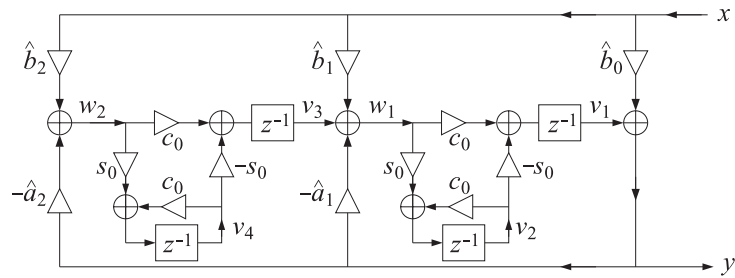 x
b̂₂ b̂₁ b̂₀
w₂ c₀ z⁻¹ v₃ w₁ c₀ z⁻¹ v₁
s₀ −s₀ s₀ −s₀
−â₂ c₀ −â₁ c₀
z⁻¹ v₄ z⁻¹ v₂
y